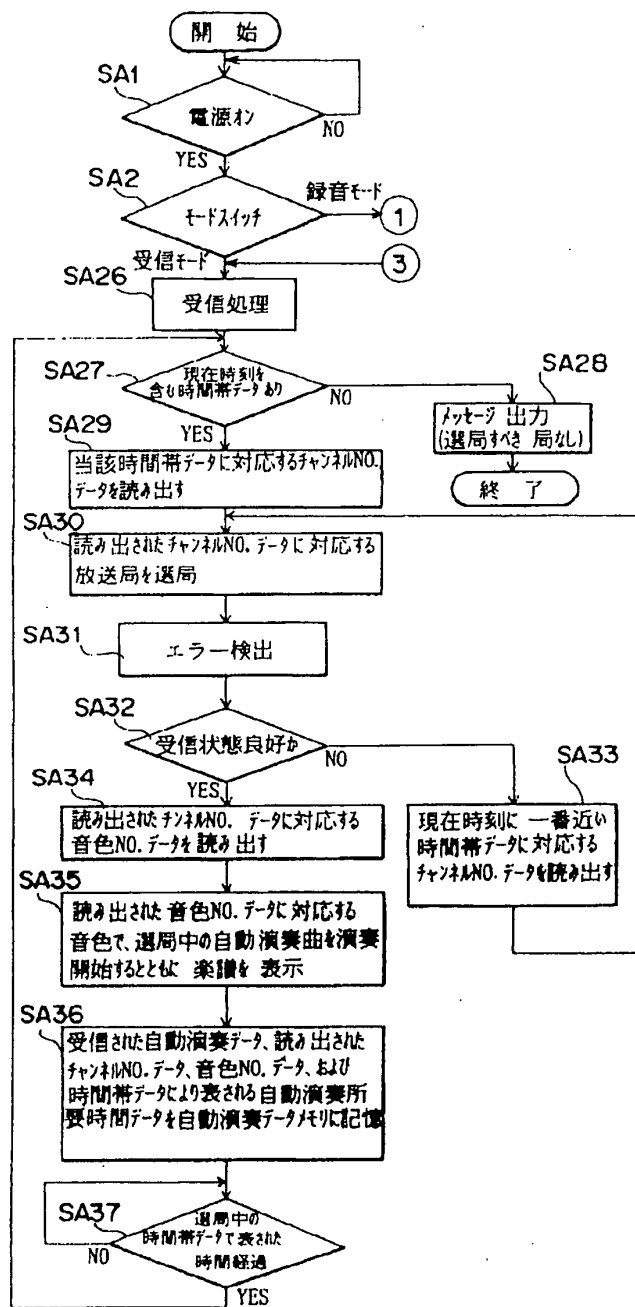 開 始
SA1
電源オン
NO
YES
SA2
モードスイッチ
録音モード
1
受信モード
3
SA26
受信処理
SA27
現在時刻を
含む時間帯データあり
NO
YES
SA28
メッセージ 出力
(選局すべき 局なし)
終 了
SA29
当該時間帯データに対応するチャンネルNO.
データを読み出す
SA30
読み出されたチャンネルNO.データに対応する
放送局を選局
SA31
エラー検出
SA32
受信状態良好か
NO
YES
SA33
現在時刻に 一番近い
時間帯データに対応する
チャンネルNO.データを読み出す
SA34
読み出されたチンネルNO. データに対応する
音色NO.データを 読み出す
SA35
読み出された 音色NO.データに対応する
音色で、選局中の自動演奏曲を演奏
開始するとともに 楽譜を 表示
SA36
受信された自動演奏データ、読み出された
チャンネルNO.データ、音色NO.データ、および
時間帯データにより表される自動演奏所
要時間データを自動演奏データメモリに記憶
SA37
選局中の
時間帯データで表された
時間経過
NO
YES